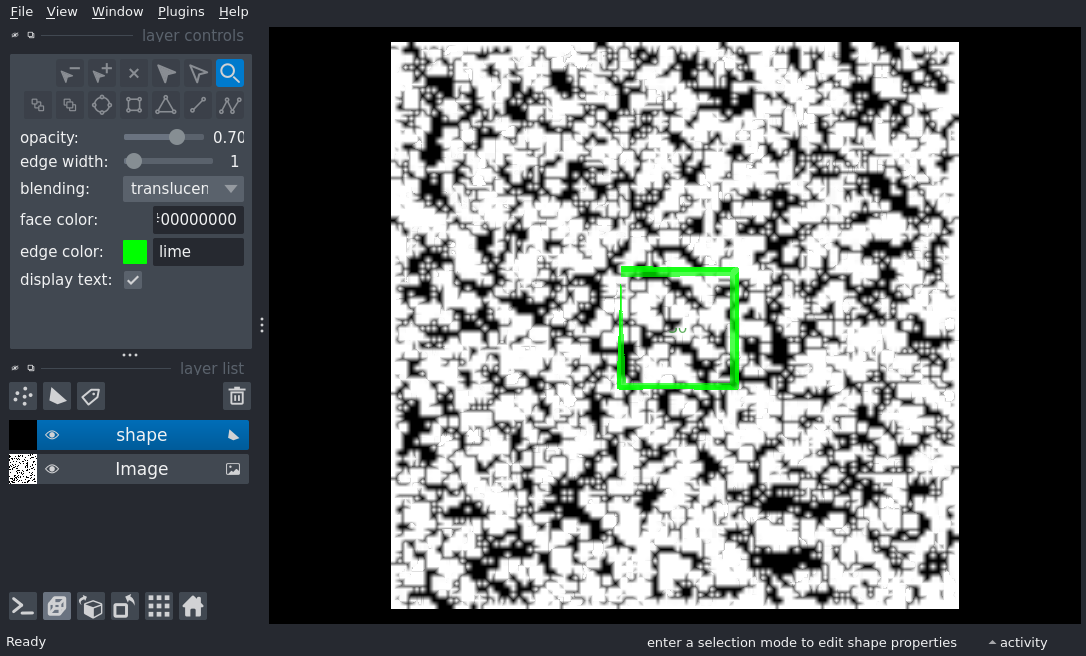 File View Window Plugins Help
layer controls
opacity: 0.70
edge width: 1
blending: translucen
face color: 00000000
edge color: lime
display text:
layer list
shape
Image
Ready
enter a selection mode to edit shape properties
activity